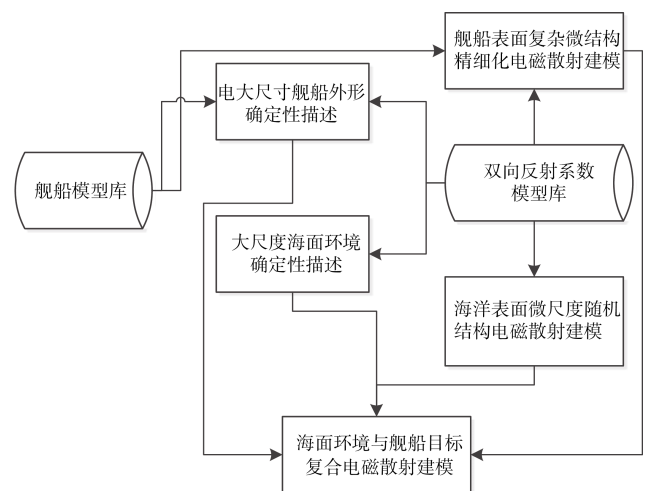 舰船表面复杂微结构
精细化电磁散射建模
电大尺寸舰船外形
确定性描述
舰船模型库
双向反射系数
模型库
大尺度海面环境
确定性描述
海洋表面微尺度随机
结构电磁散射建模
海面环境与舰船目标
复合电磁散射建模